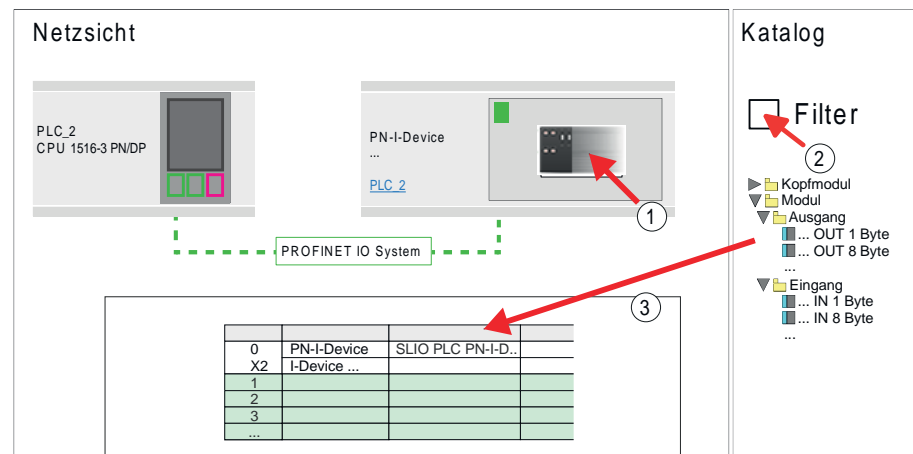 Netzsicht
PLC_2
CPU 1516-3 PN/DP
PN-I-Device
...
PLC_2
1
PROFINET IO System
3
0 PN-I-Device SLIO PLC PN-I-D..
X2 I-Device ...
1
2
3
...
Katalog
Filter
2
Kopfmodul
Modul
Ausgang
... OUT 1 Byte
... OUT 8 Byte
...
Eingang
... IN 1 Byte
... IN 8 Byte
...